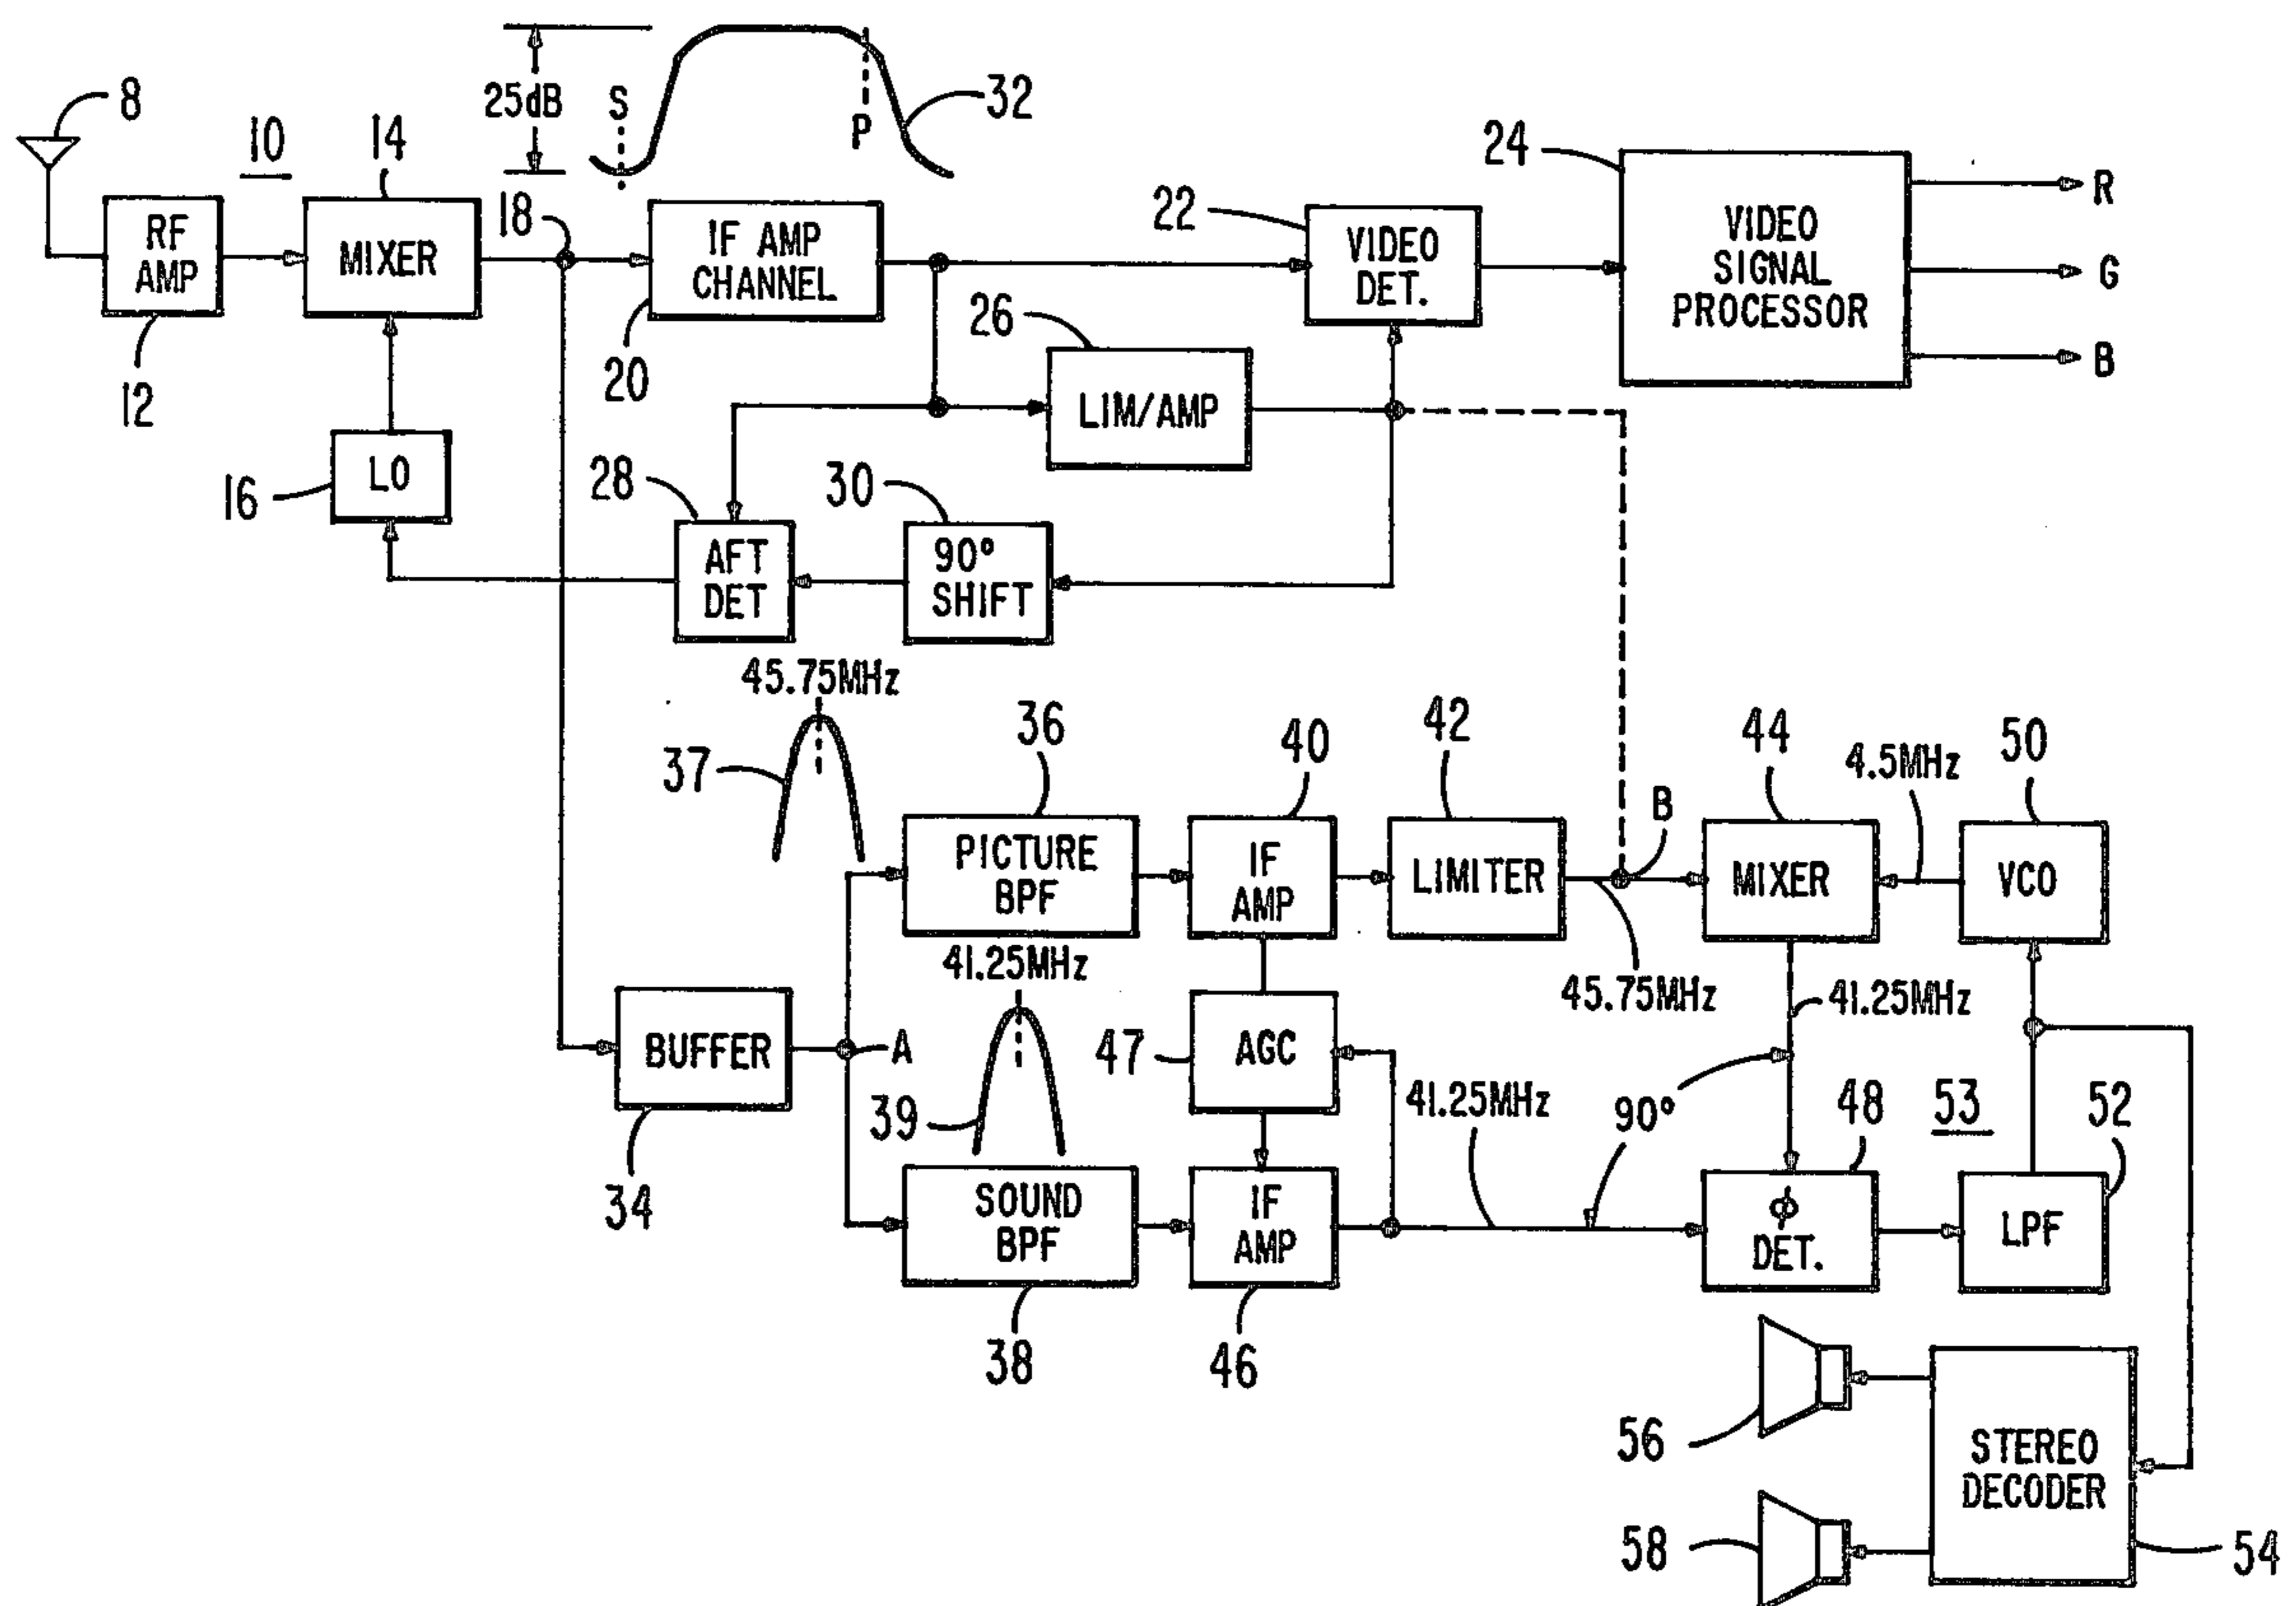 8
10
14
25dB
S
P
32
18
24
22
RF
AMP
MIXER
IF AMP
CHANNEL
VIDEO
DET.
VIDEO
SIGNAL
PROCESSOR
R
G
B
12
20
26
LIM/AMP
LO
16
28
30
AFT
DET
90°
SHIFT
45.75MHz
37
36
40
42
44
50
4.5MHz
B
PICTURE
BPF
IF
AMP
LIMITER
MIXER
VCO
41.25MHz
45.75MHz
41.25MHz
BUFFER
A
47
AGC
39
41.25MHz
90°
48
53
52
34
SOUND
BPF
IF
AMP
ϕ
DET.
LPF
38
46
56
STEREO
DECODER
58
54